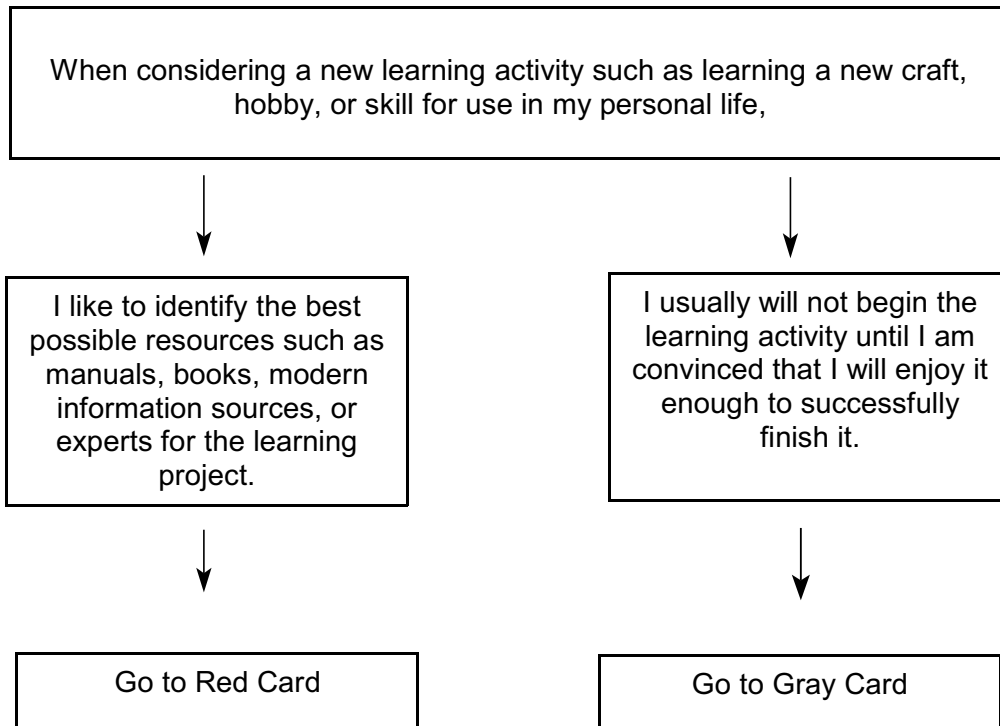 When considering a new learning activity such as learning a new craft,
hobby, or skill for use in my personal life,
I like to identify the best
possible resources such as
manuals, books, modern
information sources, or
experts for the learning
project.
I usually will not begin the
learning activity until I am
convinced that I will enjoy it
enough to successfully
finish it.
Go to Red Card
Go to Gray Card